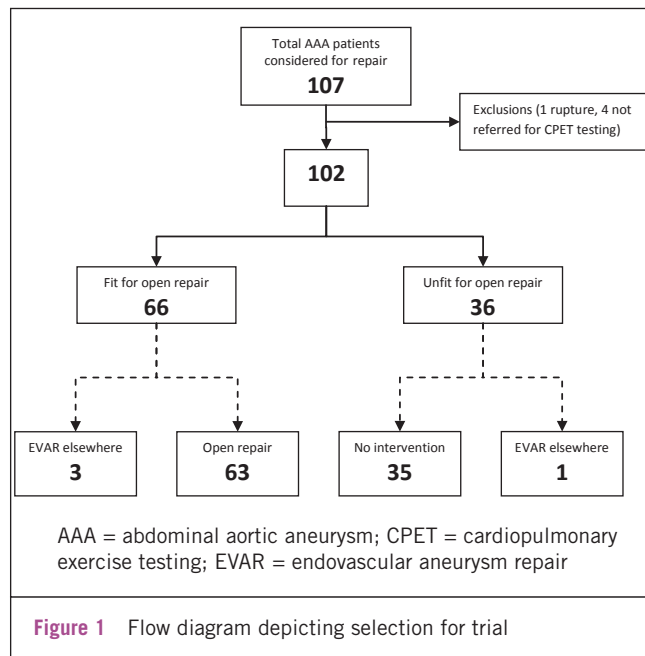 Total AAA patients
considered for repair
107
Exclusions (1 rupture, 4 not
referred for CPET testing)
102
Fit for open repair
66
Unfit for open repair
36
EVAR elsewhere
3
Open repair
63
No intervention
35
EVAR elsewhere
1
AAA = abdominal aortic aneurysm; CPET = cardiopulmonary
exercise testing; EVAR = endovascular aneurysm repair
Figure 1 Flow diagram depicting selection for trial